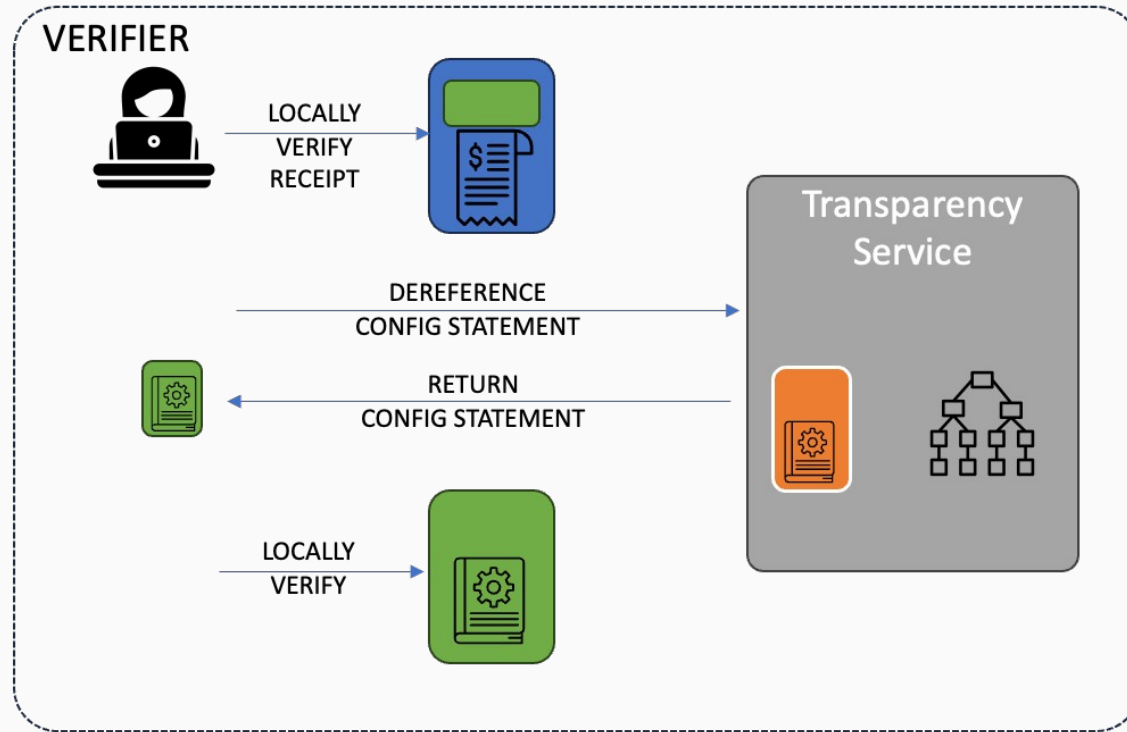 VERIFIER
LOCALLY
VERIFY
RECEIPT
$
Transparency
Service
DEREFERENCE
CONFIG STATEMENT
RETURN
CONFIG STATEMENT
LOCALLY
VERIFY